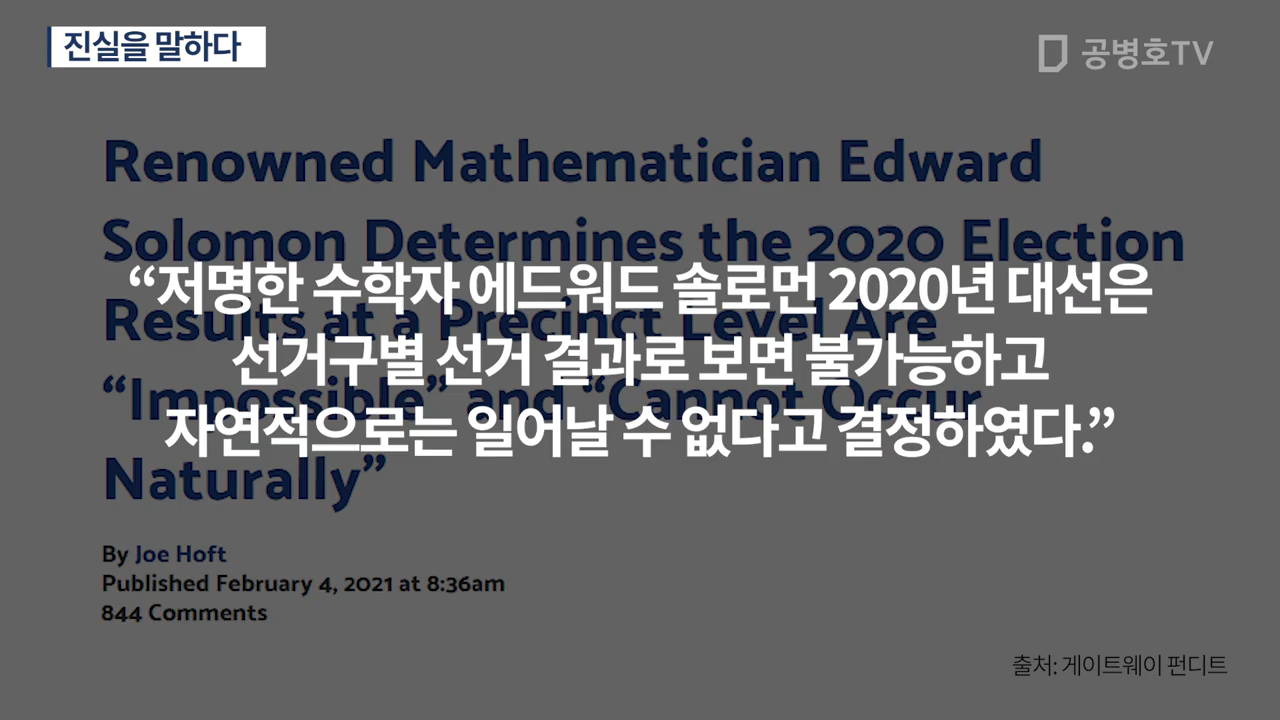 진실을 말하다
공병호TV
Renowned Mathematician Edward
Solomon Determines the 2020 Election
Results at a Precinct Level Are
“Impossible” and “Cannot Occur
Naturally”
“저명한 수학자 에드워드 솔로먼 2020년 대선은
선거구별 선거 결과로 보면 불가능하고
자연적으로는 일어날 수 없다고 결정하였다.”
By Joe Hoft
Published February 4, 2021 at 8:36am
844 Comments
출처: 게이트웨이 펀디트